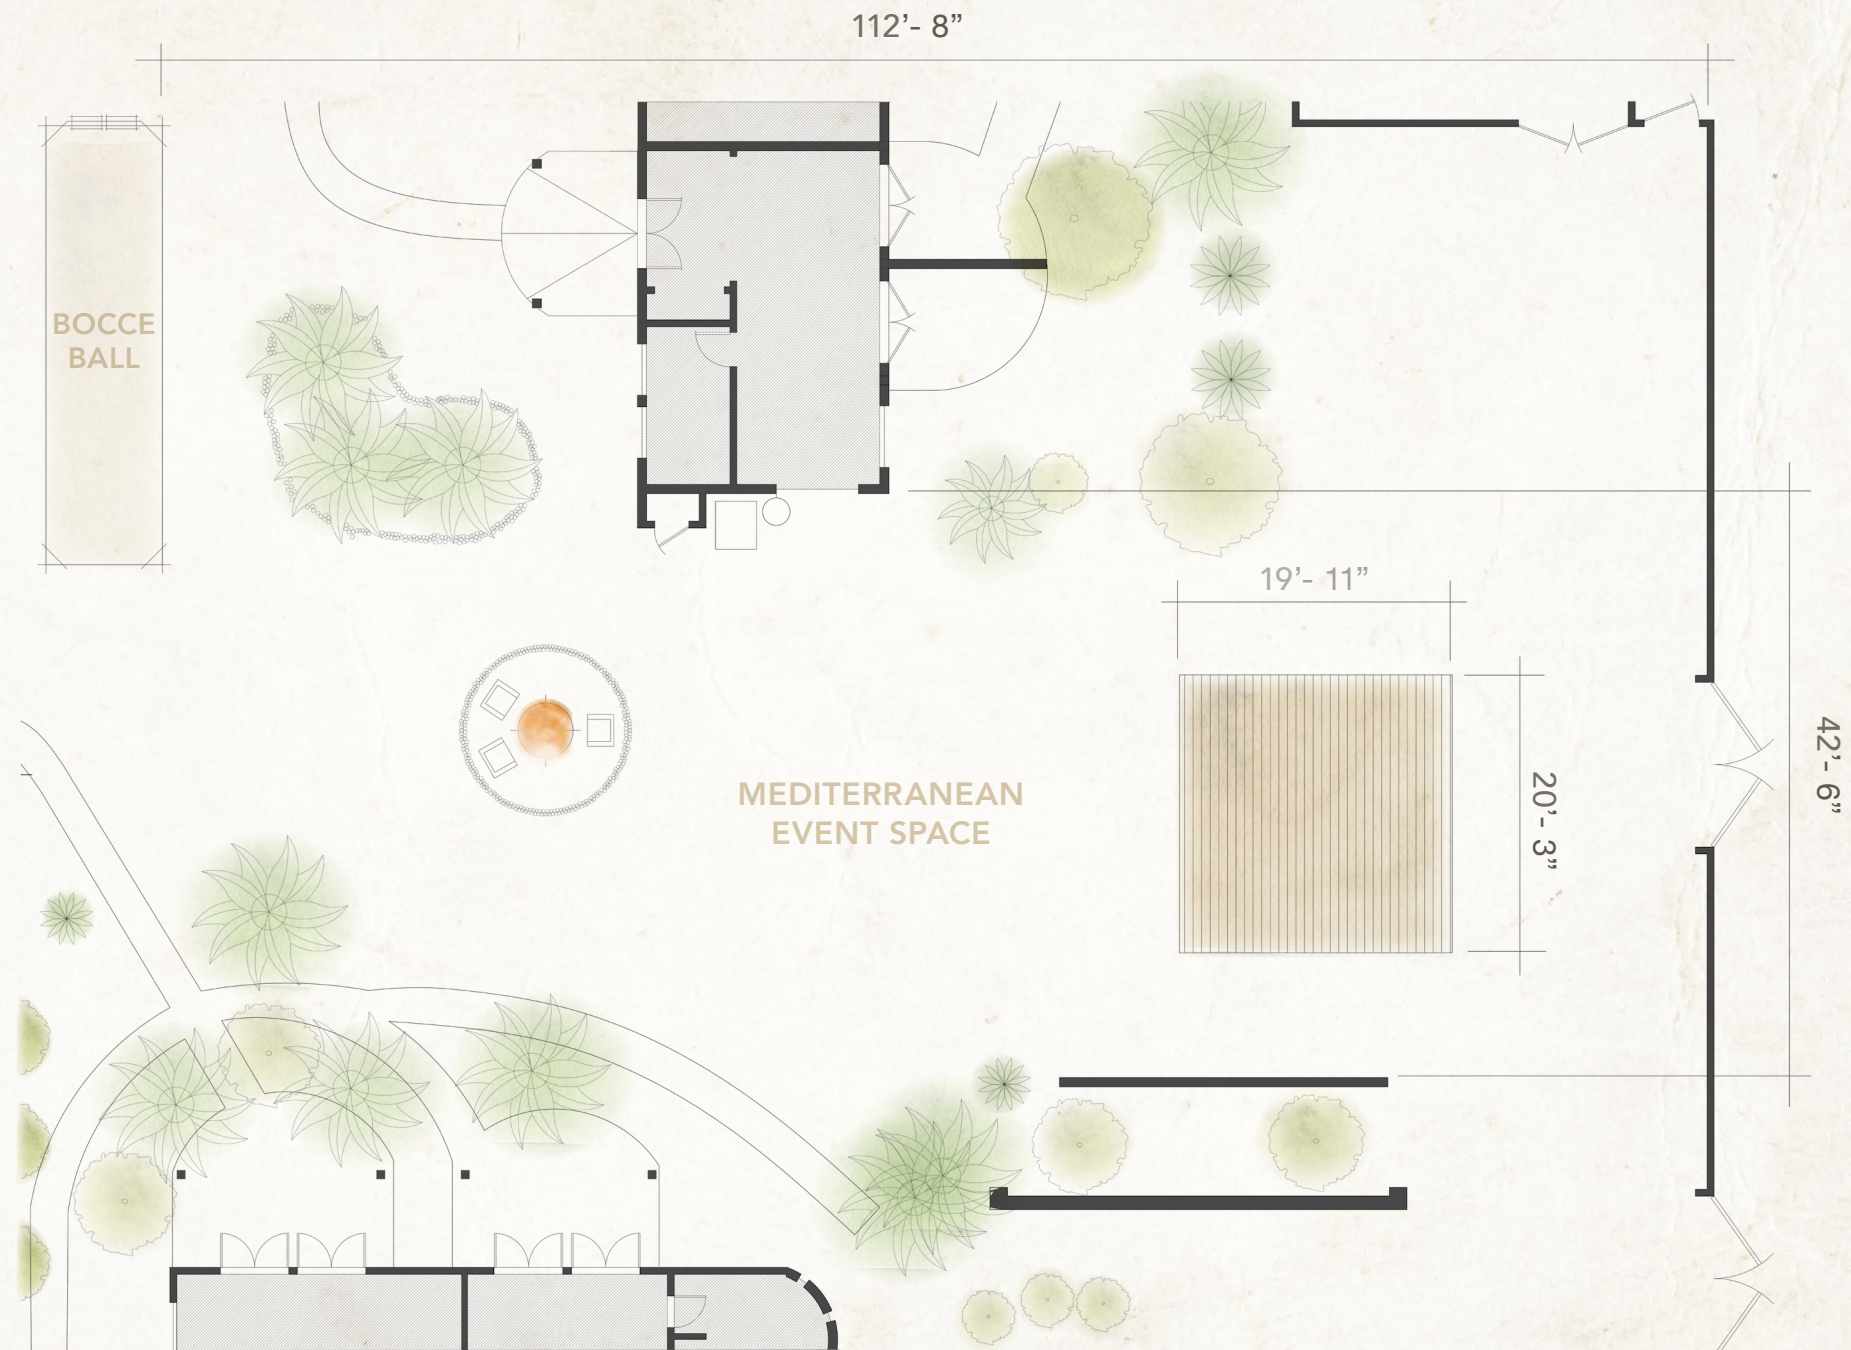 112’- 8”
BOCCE
BALL
19’- 11”
42’- 6”
20’- 3”
MEDITERRANEAN
EVENT SPACE